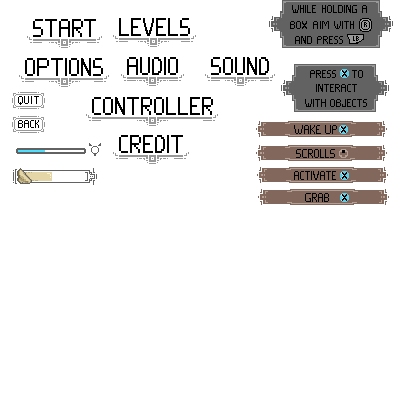 START LEVELS
OPTIONS AUDIO SOUND
QUIT
CONTROLLER
BACK
CREDIT
WHILE HOLDING A
BOX AIM WITH R
AND PRESS LB
PRESS X TO
INTERACT
WITH OBJECTS
WAKE UP X
SCROLLS
ACTIVATE X
GRAB X